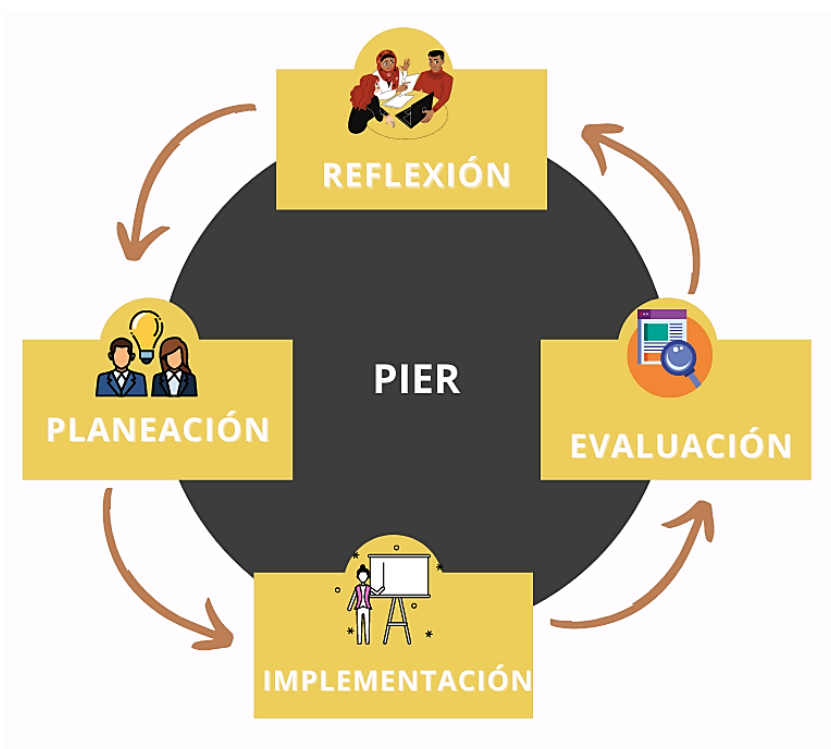 REFLEXIÓN
PIER
PLANEACIÓN
EVALUACIÓN
IMPLEMENTACIÓN